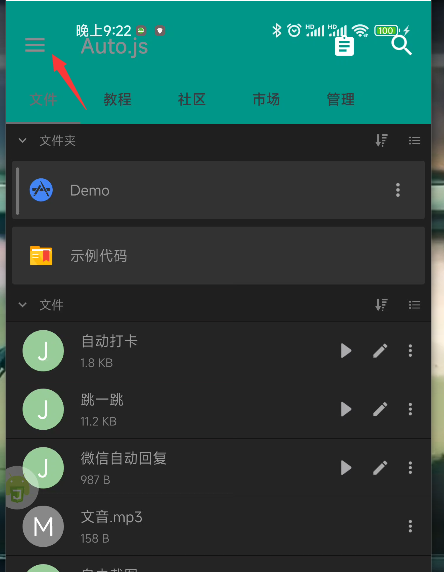 晚上9:22
HD HD 100
Auto.js
文件 教程 社区 市场 管理
文件夹
Demo
示例代码
文件
J 自动打卡
1.8 KB
J 跳一跳
11.2 KB
J 微信自动回复
987 B
M 文音.mp3
158 B